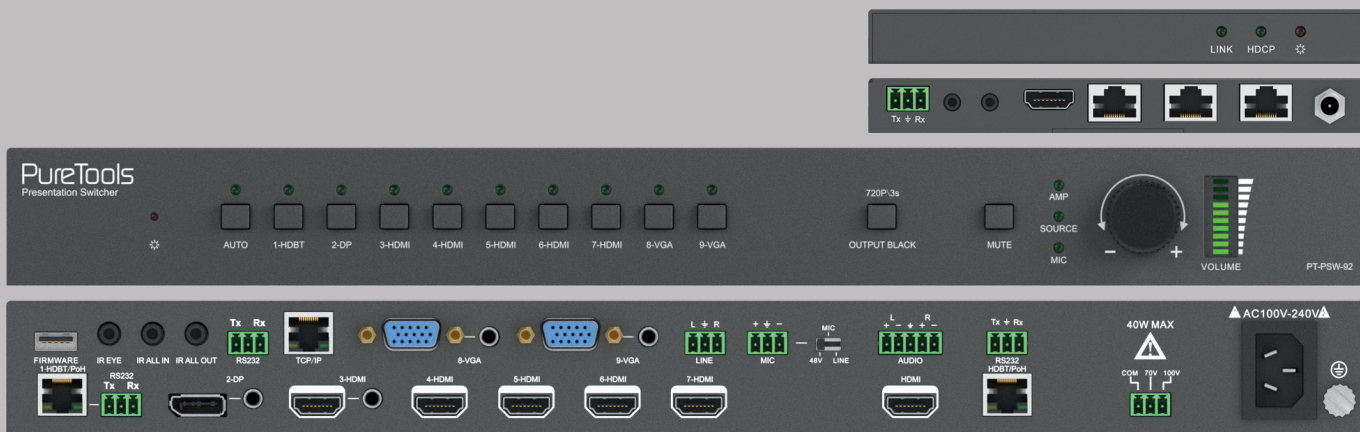 LINK HDCP
Tx Rx
PureTools
Presentation Switcher
720P\3s
AMP
SOURCE
MIC
AUTO 1-HDBT 2-DP 3-HDMI 4-HDMI 5-HDMI 6-HDMI 7-HDMI 8-VGA 9-VGA OUTPUT BLACK MUTE
- +
VOLUME PT-PSW-92
AC100V-240V
Tx Rx L R + - L R Tx Rx
+ - + -
MIC
40W MAX
FIRMWARE IR EYE IR ALL IN IR ALL OUT RS232 TCP/IP 8-VGA 9-VGA LINE MIC 48V LINE AUDIO RS232
1-HDBT/PoH HDBT/PoH
RS232
Tx Rx
2-DP 3-HDMI 4-HDMI 5-HDMI 6-HDMI 7-HDMI HDMI
COM 70V 100V